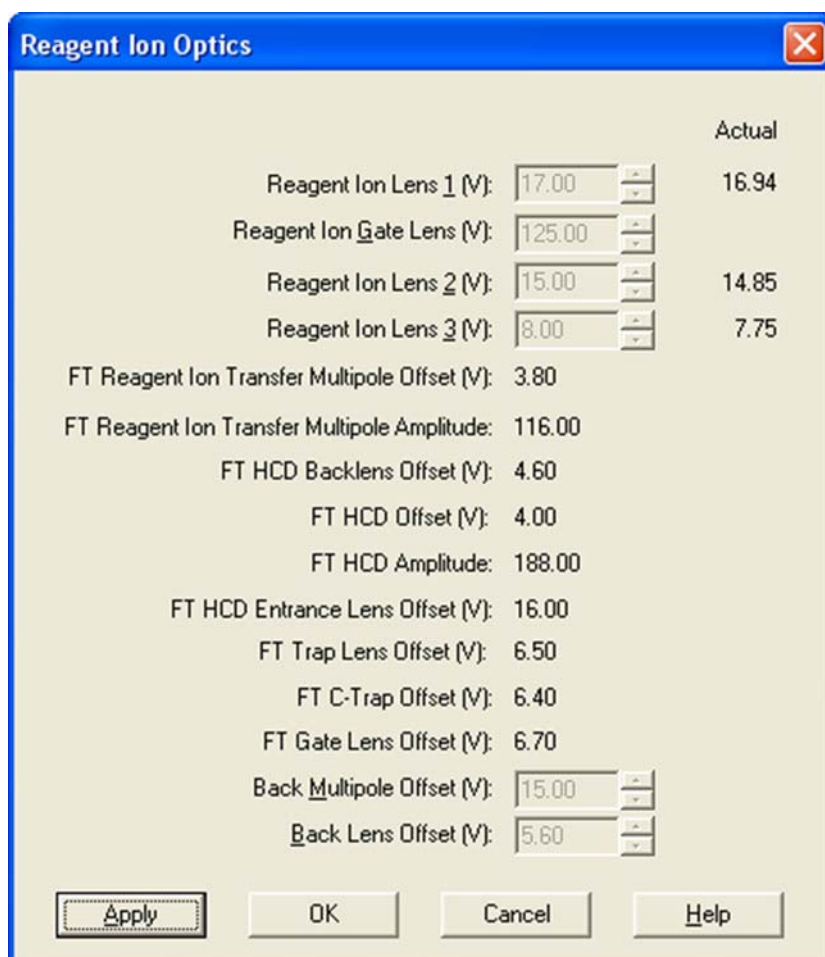 Reagent Ion Optics
Actual
Reagent Ion Lens 1 (V): 17.00 16.94
Reagent Ion Gate Lens (V): 125.00
Reagent Ion Lens 2 (V): 15.00 14.85
Reagent Ion Lens 3 (V): 8.00 7.75
FT Reagent Ion Transfer Multipole Offset (V): 3.80
FT Reagent Ion Transfer Multipole Amplitude: 116.00
FT HCD Backlens Offset (V): 4.60
FT HCD Offset (V): 4.00
FT HCD Amplitude: 188.00
FT HCD Entrance Lens Offset (V): 16.00
FT Trap Lens Offset (V): 6.50
FT C-Trap Offset (V): 6.40
FT Gate Lens Offset (V): 6.70
Back Multipole Offset (V): 15.00
Back Lens Offset (V): 5.60
Apply OK Cancel Help